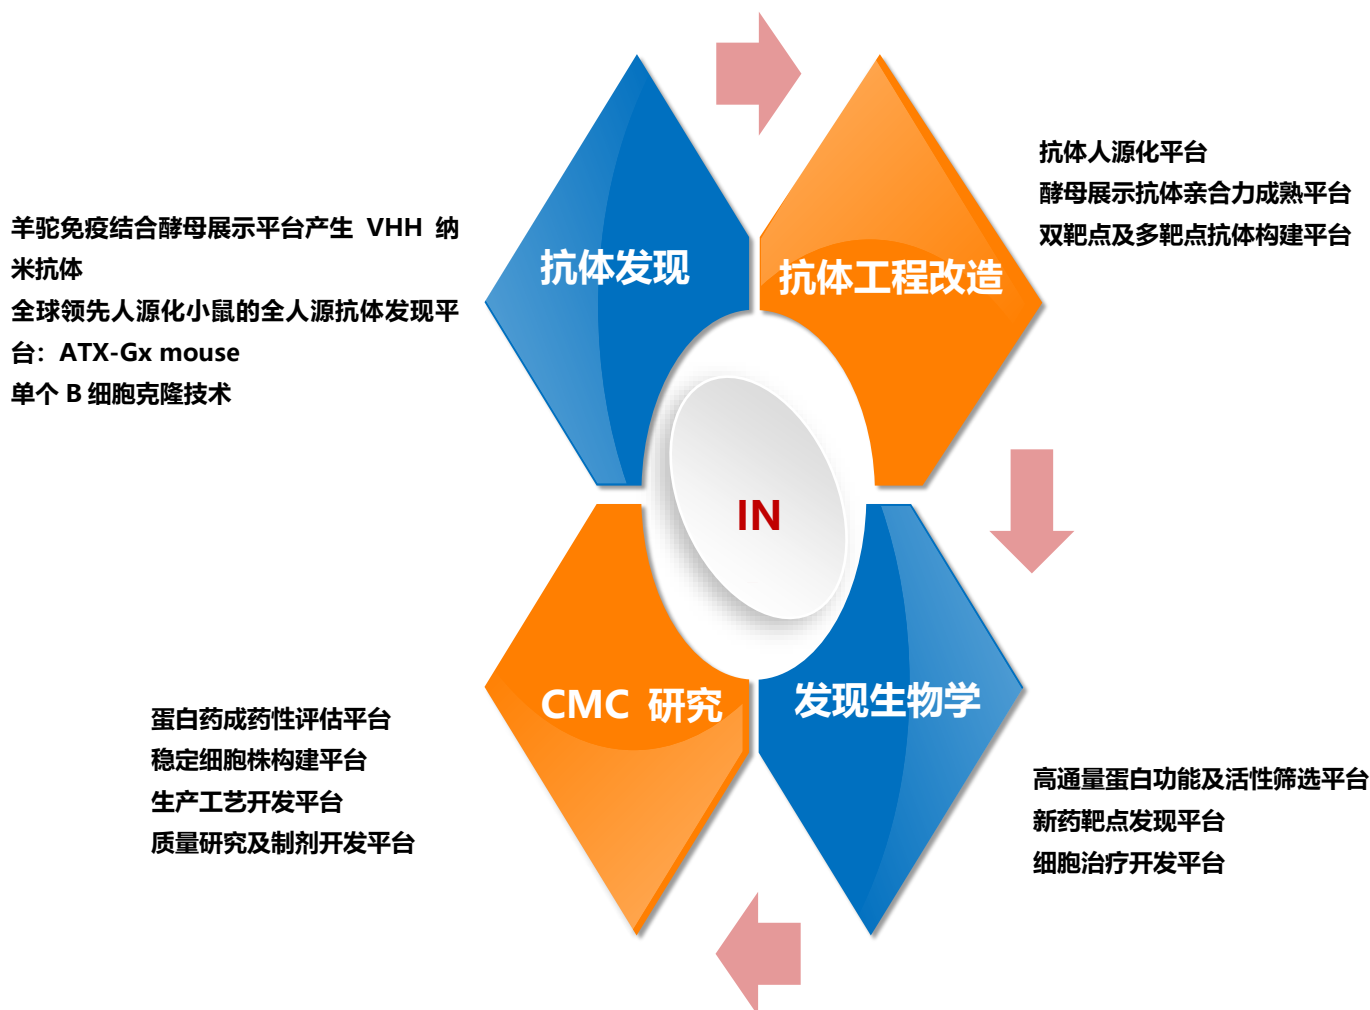 抗体发现
羊驼免疫结合酵母展示平台产生 VHH 纳
米抗体
全球领先人源化小鼠的全人源抗体发现平
台：ATX-Gx mouse
单个 B 细胞克隆技术
抗体工程改造
抗体人源化平台
酵母展示抗体亲合力成熟平台
双靶点及多靶点抗体构建平台
IN
CMC 研究
蛋白药成药性评估平台
稳定细胞株构建平台
生产工艺开发平台
质量研究及制剂开发平台
发现生物学
高通量蛋白功能及活性筛选平台
新药靶点发现平台
细胞治疗开发平台